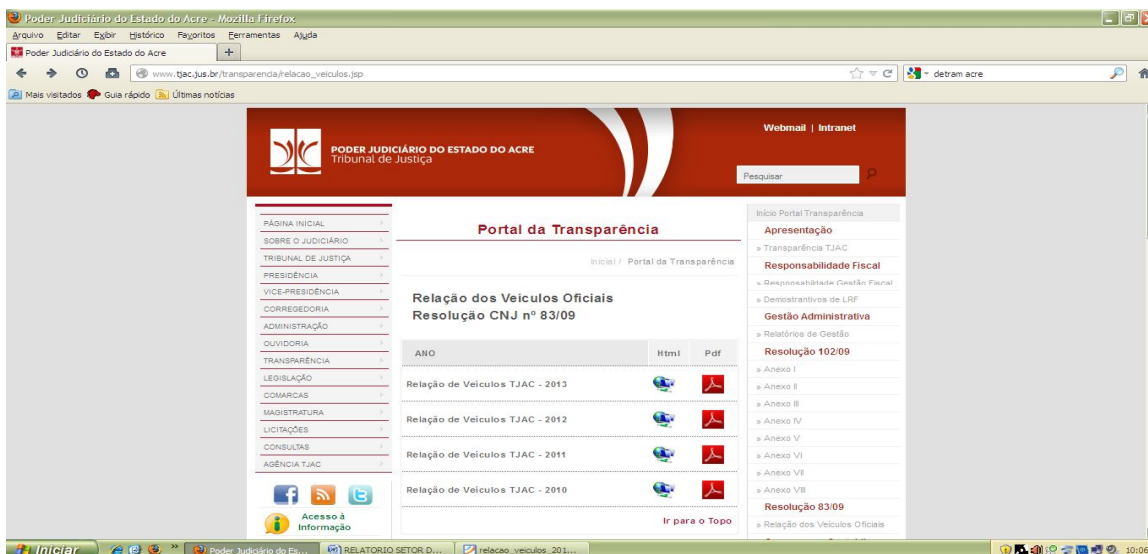 Poder Judiciário do Estado do Acre - Mozilla Firefox
Arquivo Editar Exibir Histórico Favoritos Ferramentas Ajuda
Poder Judiciário do Estado do Acre +
www.tjac.jus.br/transparencia/relacao_veiculos.jsp
detram acre
Mais visitados Guia rápido Últimas notícias
Webmail | Intranet
PODER JUDICIÁRIO DO ESTADO DO ACRE
Tribunal de Justiça
Pesquisar
PÁGINA INICIAL
SOBRE O JUDICIÁRIO
TRIBUNAL DE JUSTIÇA
PRESIDÊNCIA
VICE-PRESIDÊNCIA
CORREGEDORIA
ADMINISTRAÇÃO
OUVIDORIA
TRANSPARÊNCIA
LEGISLAÇÃO
COMARCAS
MAGISTRATURA
LICITAÇÕES
CONSULTAS
AGÊNCIA TJAC
Acesso à
Informação
Portal da Transparência
Inicial / Portal da Transparência
Relação dos Veiculos Oficiais
Resolução CNJ nº 83/09
ANO Html Pdf
Relação de Veiculos TJAC - 2013
Relação de Veiculos TJAC - 2012
Relação de Veiculos TJAC - 2011
Relação de Veiculos TJAC - 2010
Ir para o Topo
Início Portal Transparência
Apresentação
» Transparência TJAC
Responsabilidade Fiscal
» Responsabilidade Gestão Fiscal
» Demostrantivos de LRF
Gestão Administrativa
» Relatórios de Gestão
Resolução 102/09
» Anexo I
» Anexo II
» Anexo III
» Anexo IV
» Anexo V
» Anexo VI
» Anexo VII
» Anexo VIII
Resolução 83/09
» Relação dos Veículos Oficiais
Iniciar » Poder Judiciário do Es... RELATORIO SETOR D... relacao_veiculos_201...